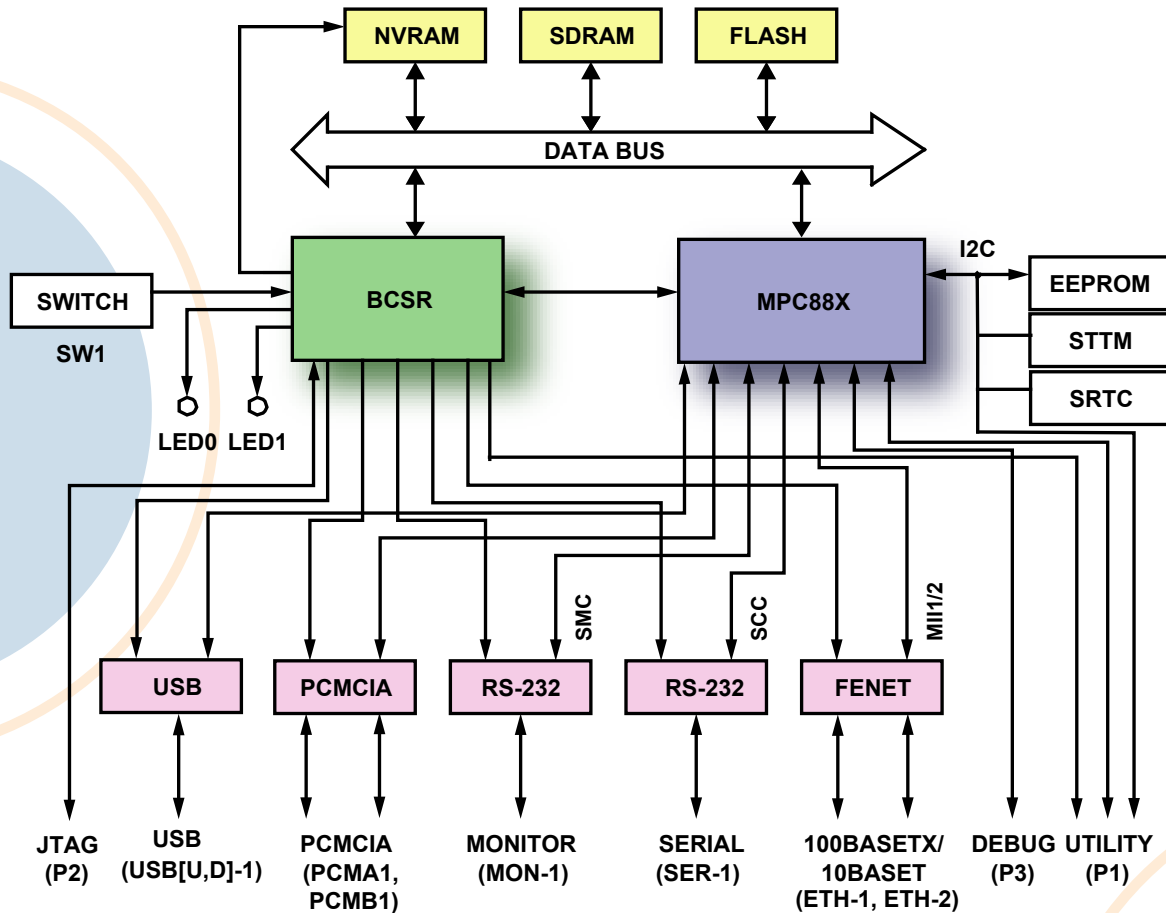 NVRAM
SDRAM
FLASH
DATA BUS
I2C
SWITCH
SW1
BCSR
MPC88X
EEPROM
STTM
SRTC
LED0
LED1
SMC
SCC
MII1/2
USB
PCMCIA
RS-232
RS-232
FENET
JTAG
(P2)
USB
(USB[U,D]-1)
PCMCIA
(PCMA1,
PCMB1)
MONITOR
(MON-1)
SERIAL
(SER-1)
100BASETX/
10BASET
(ETH-1, ETH-2)
DEBUG
(P3)
UTILITY
(P1)